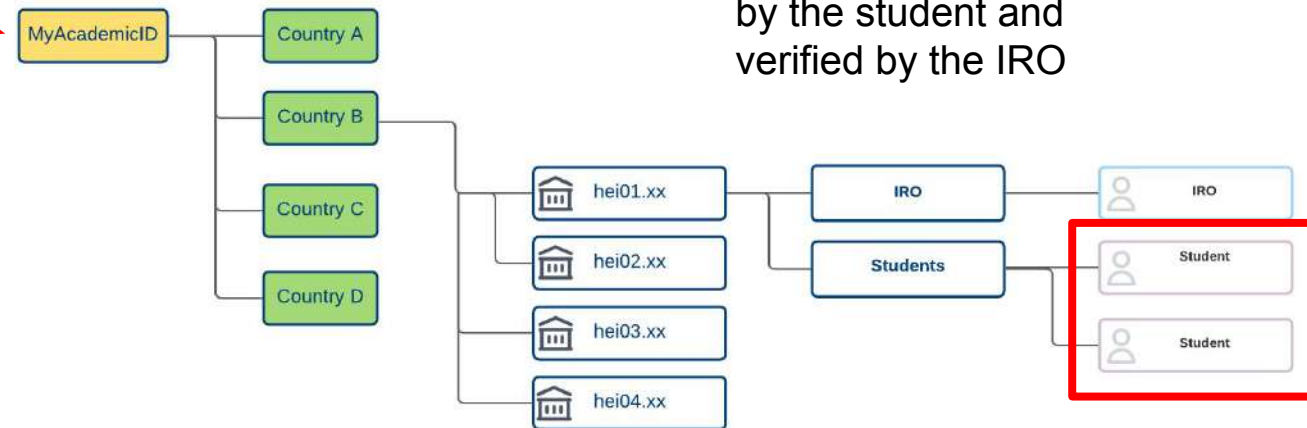 by the student and
verified by the IRO
MyAcademicID
Country A
Country B
Country C
Country D
hei01.xx
hei02.xx
hei03.xx
hei04.xx
IRO
Students
IRO
Student
Student